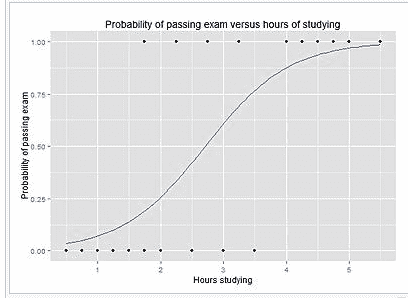 Probability of passing exam versus hours of studying
1.00
0.75
0.50
0.25
0.00
Probability of passing exam
1 2 3 4 5
Hours studying